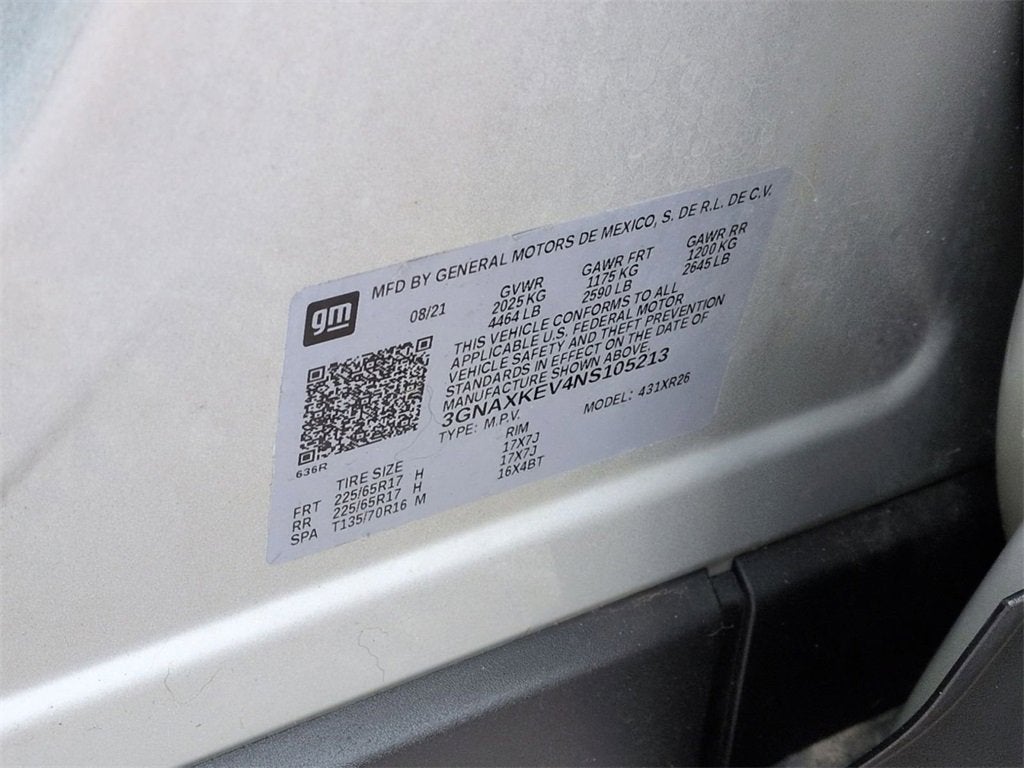 gm
MFD BY GENERAL MOTORS DE MEXICO, S. DE R.L. DE C.V.
08/21
GVWR GAWR FRT GAWR RR
2025 KG 1175 KG 1200 KG
4464 LB 2590 LB 2645 LB
THIS VEHICLE CONFORMS TO ALL
APPLICABLE U.S. FEDERAL MOTOR
VEHICLE SAFETY AND THEFT PREVENTION
STANDARDS IN EFFECT ON THE DATE OF
MANUFACTURE SHOWN ABOVE.
3GNAXKEV4NS105213
TYPE: M.P.V. MODEL: 431XR26
636R
TIRE SIZE RIM
FRT 225/65R17 H 17X7J
RR 225/65R17 H 17X7J
SPA T135/70R16 M 16X4BT